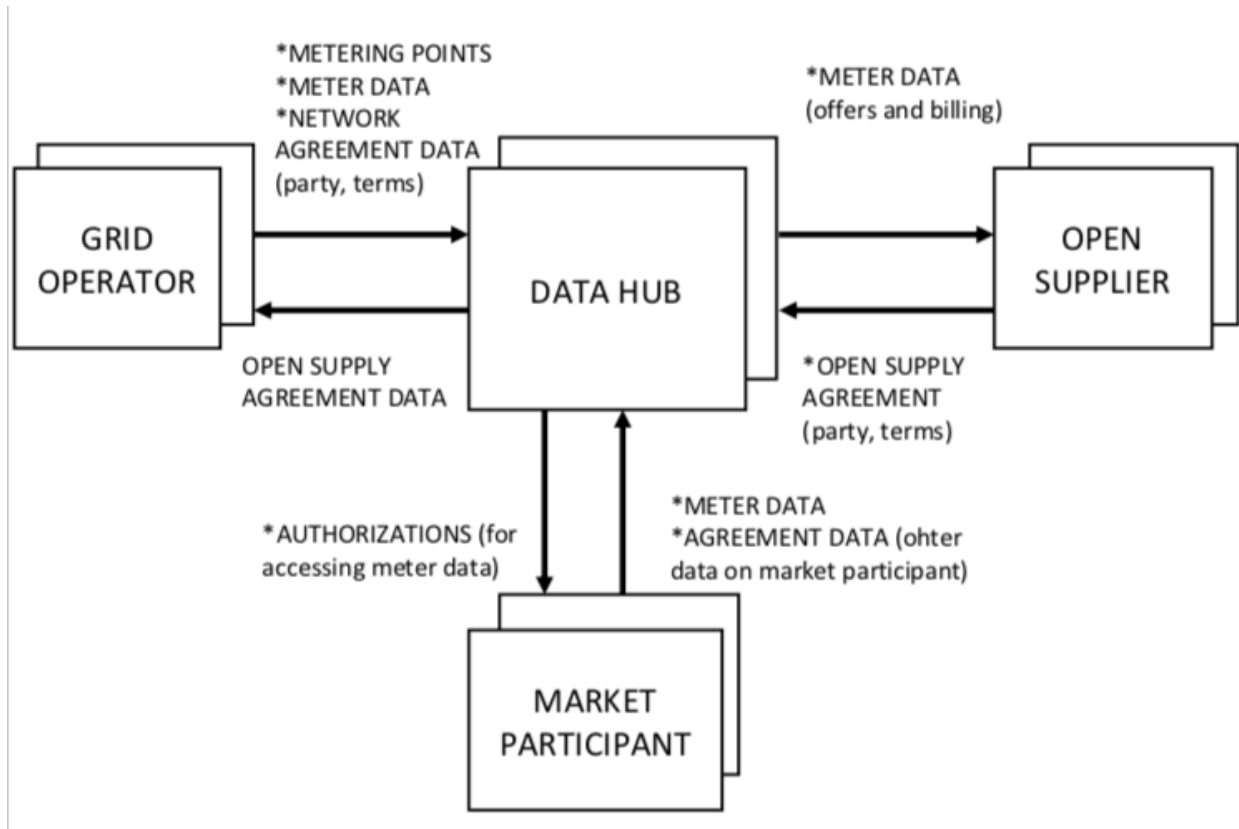 *METERING POINTS
*METER DATA
*NETWORK
AGREEMENT DATA
(party, terms)
*METER DATA
(offers and billing)
GRID
OPERATOR
DATA HUB
OPEN
SUPPLIER
OPEN SUPPLY
AGREEMENT DATA
*OPEN SUPPLY
AGREEMENT
(party, terms)
*AUTHORIZATIONS (for
accessing meter data)
*METER DATA
*AGREEMENT DATA (ohter
data on market participant)
MARKET
PARTICIPANT